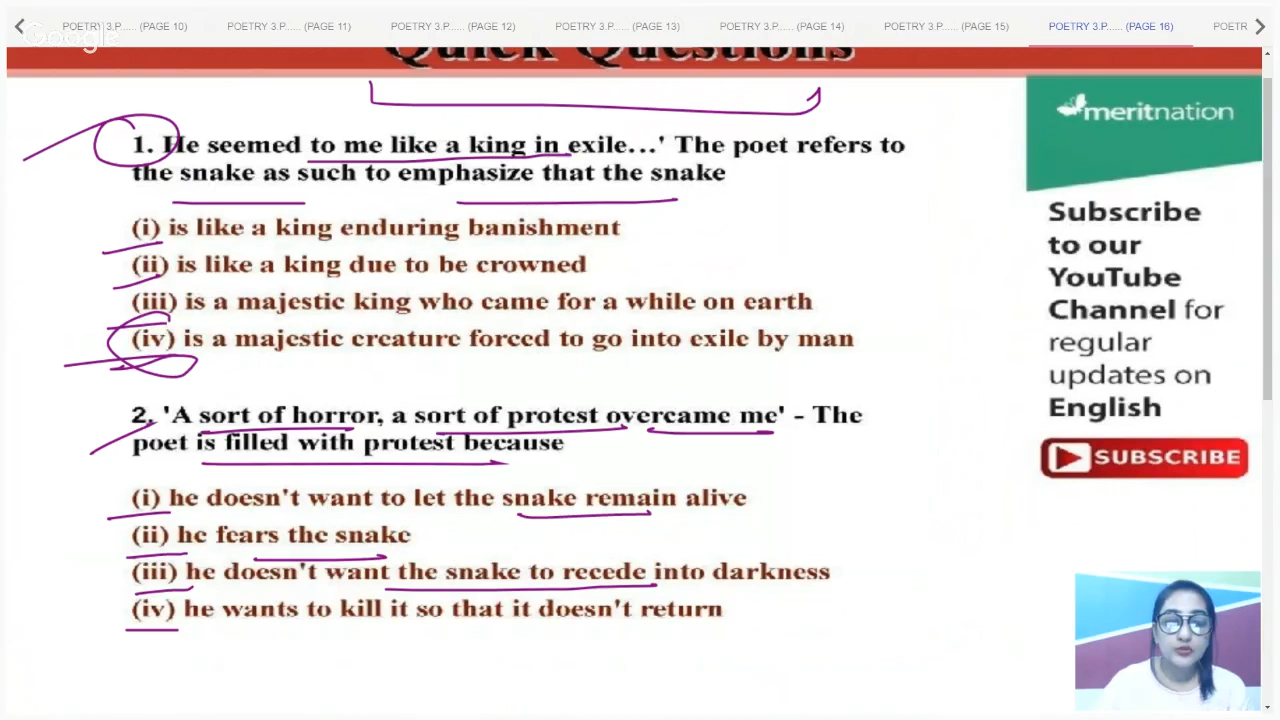 POETRY 3.P...... (PAGE 10) POETRY 3.P...... (PAGE 11) POETRY 3.P...... (PAGE 12) POETRY 3.P...... (PAGE 13) POETRY 3.P...... (PAGE 14) POETRY 3.P...... (PAGE 15) POETRY 3.P...... (PAGE 16) POETR
Google
Quick Questions
1. He seemed to me like a king in exile...' The poet refers to
the snake as such to emphasize that the snake
(i) is like a king enduring banishment
(ii) is like a king due to be crowned
(iii) is a majestic king who came for a while on earth
(iv) is a majestic creature forced to go into exile by man
2. 'A sort of horror, a sort of protest overcame me' - The
poet is filled with protest because
(i) he doesn't want to let the snake remain alive
(ii) he fears the snake
(iii) he doesn't want the snake to recede into darkness
(iv) he wants to kill it so that it doesn't return
meritnation
Subscribe
to our
YouTube
Channel for
regular
updates on
English
SUBSCRIBE